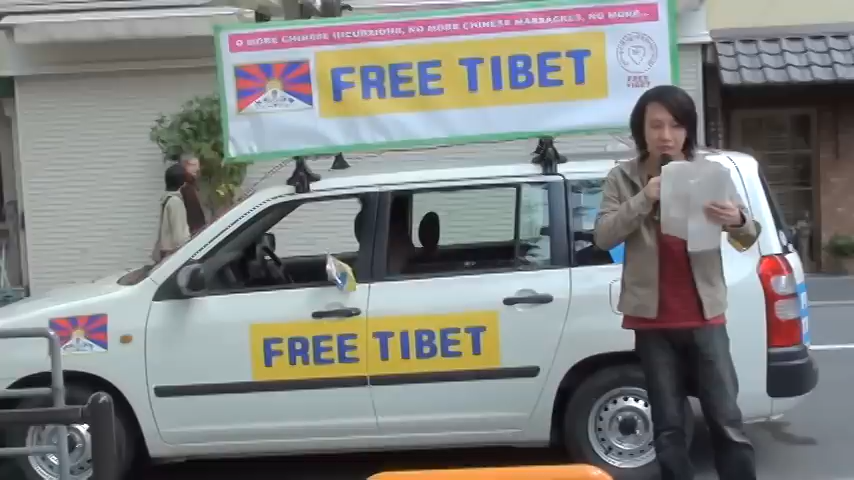 O MORE CHINESE INCURSIONS, NO MORE CHINESE MASSACRES, NO MORE
FREE TIBET
FREE TIBET
FREE TIBET